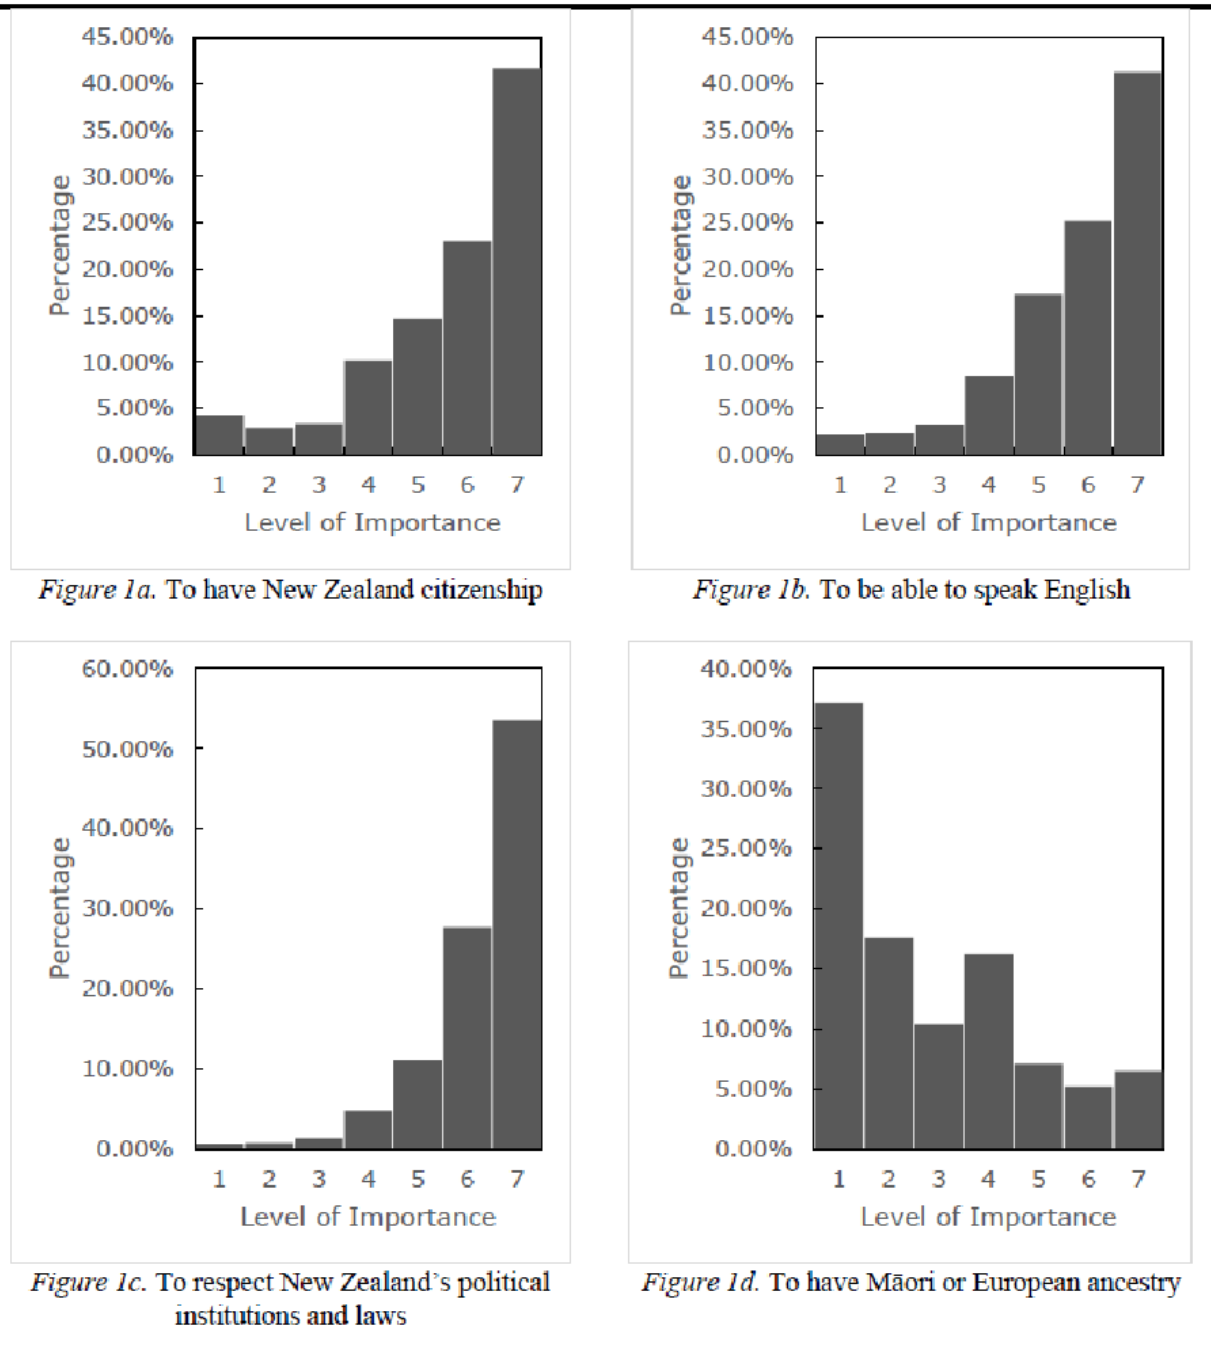 45.00%
40.00%
35.00%
30.00%
25.00%
20.00%
15.00%
10.00%
5.00%
0.00%
Percentage
1 2 3 4 5 6 7
Level of Importance
Figure 1a. To have New Zealand citizenship
45.00%
40.00%
35.00%
30.00%
25.00%
20.00%
15.00%
10.00%
5.00%
0.00%
Percentage
1 2 3 4 5 6 7
Level of Importance
Figure 1b. To be able to speak English
60.00%
50.00%
40.00%
30.00%
20.00%
10.00%
0.00%
Percentage
1 2 3 4 5 6 7
Level of Importance
Figure 1c. To respect New Zealand’s political
institutions and laws
40.00%
35.00%
30.00%
25.00%
20.00%
15.00%
10.00%
5.00%
0.00%
Percentage
1 2 3 4 5 6 7
Level of Importance
Figure 1d. To have Māori or European ancestry